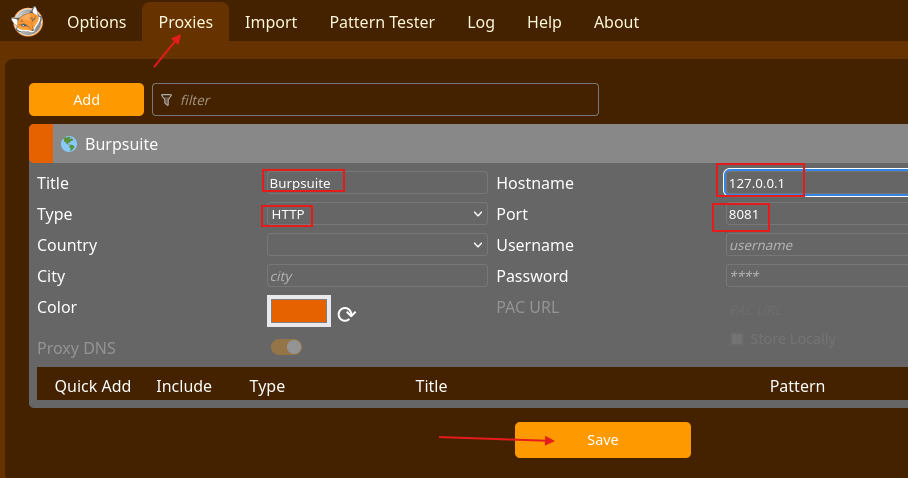 Options Proxies Import Pattern Tester Log Help About
Add filter
Burpsuite
Title Burpsuite Hostname 127.0.0.1
Type HTTP Port 8081
Country Username username
City city Password ****
Color PAC URL PAC URL
Proxy DNS Store Locally
Quick Add Include Type Title Pattern
Save